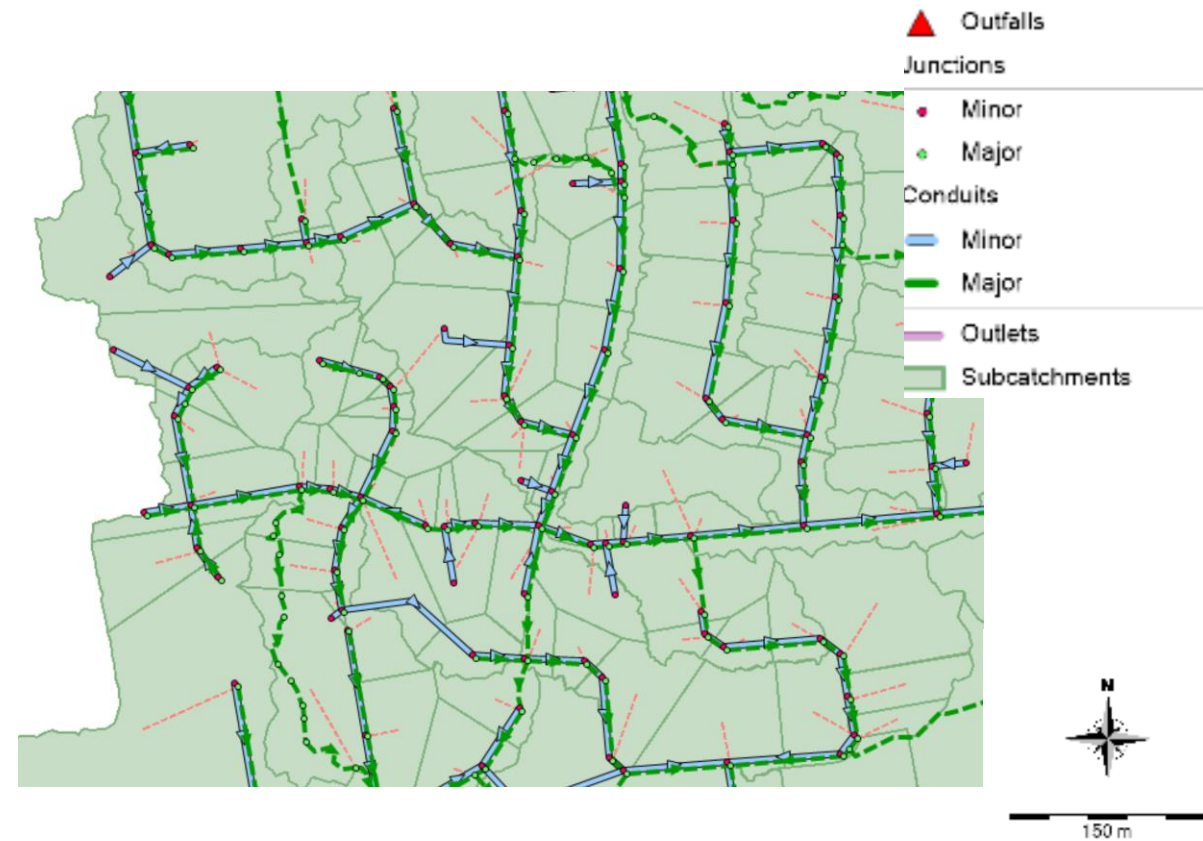 Outfalls
Junctions
Minor
Major
Conduits
Minor
Major
Outlets
Subcatchments
N
150 m